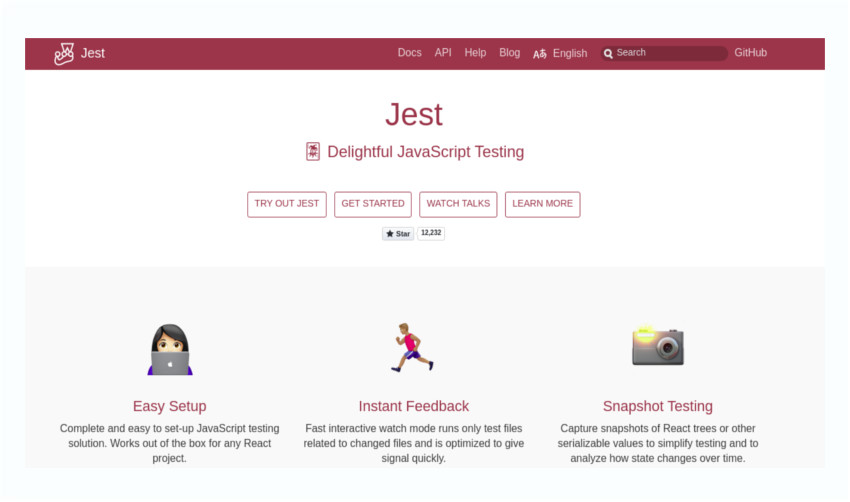 Jest
Docs API Help Blog English Search GitHub
Jest
Delightful JavaScript Testing
TRY OUT JEST GET STARTED WATCH TALKS LEARN MORE
Star 12,232
Easy Setup
Complete and easy to set-up JavaScript testing
solution. Works out of the box for any React
project.
Instant Feedback
Fast interactive watch mode runs only test files
related to changed files and is optimized to give
signal quickly.
Snapshot Testing
Capture snapshots of React trees or other
serializable values to simplify testing and to
analyze how state changes over time.